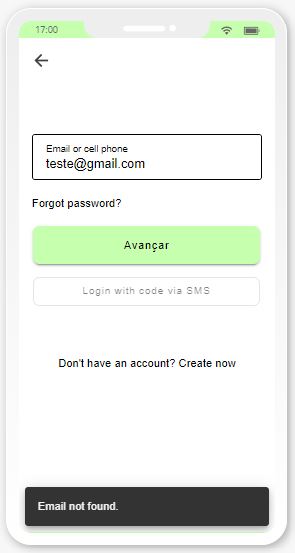 17:00
Email or cell phone
teste@gmail.com
Forgot password?
Avançar
Login with code via SMS
Don't have an account? Create now
Email not found.